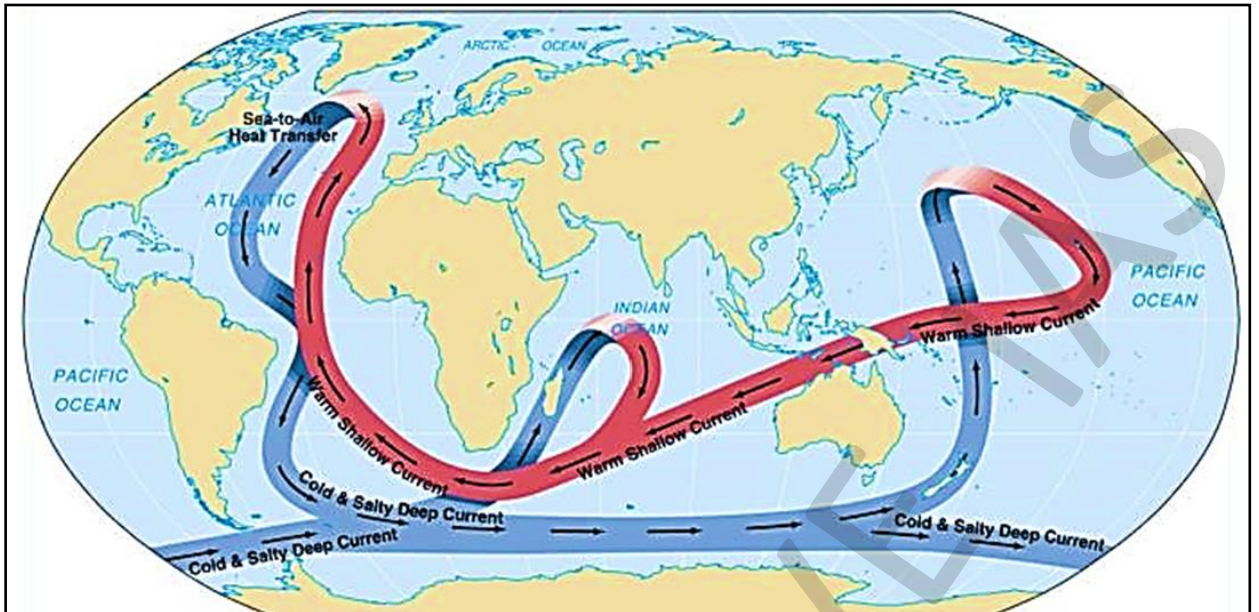 ARCTIC OCEAN
Sea-to-Air
Heat Transfer
ATLANTIC
OCEAN
INDIAN
OCEAN
PACIFIC
OCEAN
Warm Shallow Current
PACIFIC
OCEAN
Warm Shallow Current
Warm Shallow Current
Cold & Salty Deep Current
Cold & Salty Deep Current
Cold & Salty Deep Current
IAS